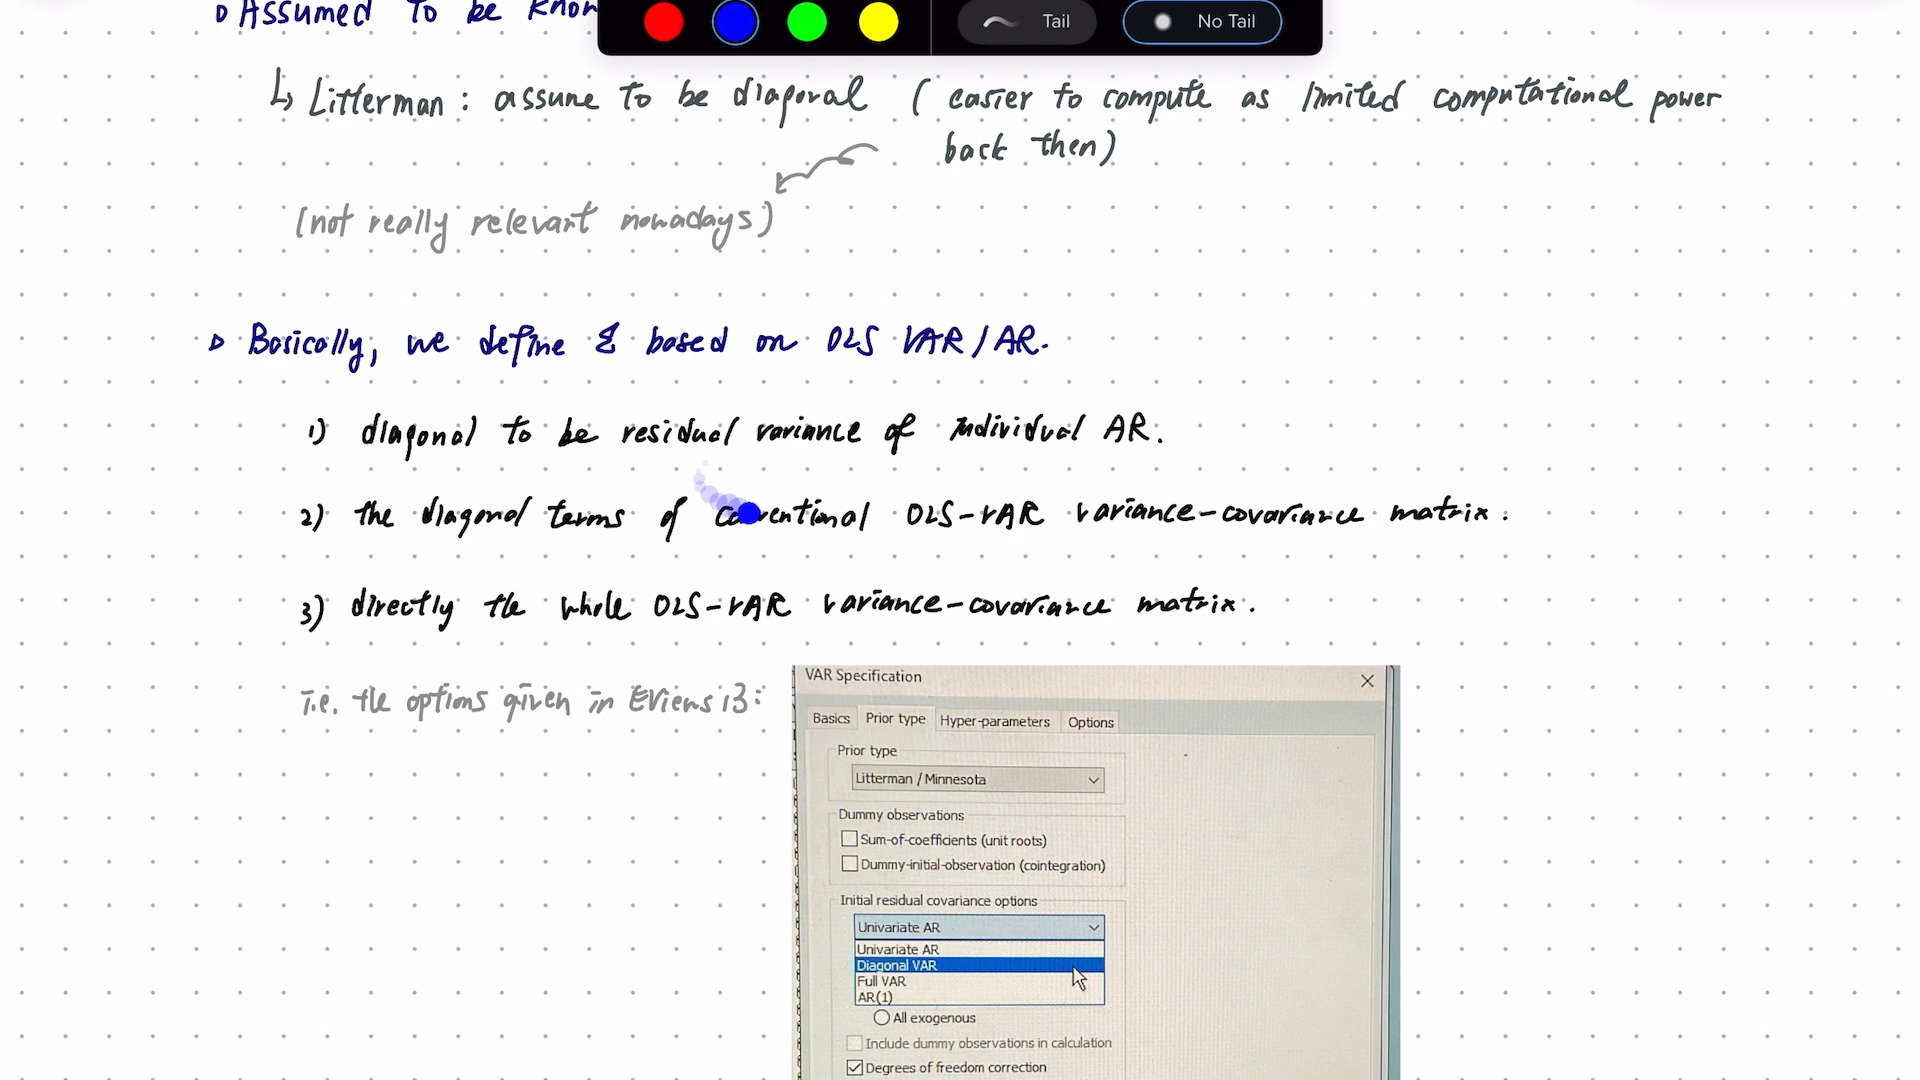 Assumed to be know
Tail
No Tail
↳ Litterman : assume to be diagonal ( easier to compute as limited computational power
back then)
(not really relevant nowadays)
Basically, we define Σ based on OLS VAR/AR.
1) diagonal to be residual variance of individual AR.
2) the diagonal terms of conventional OLS-VAR variance-covariance matrix.
3) directly the whole OLS-VAR variance-covariance matrix.
i.e. the options given in EViews 13:
VAR Specification
Basics Prior type Hyper-parameters Options
Prior type
Litterman / Minnesota
Dummy observations
Sum-of-coefficients (unit roots)
Dummy-initial-observation (cointegration)
Initial residual covariance options
Univariate AR
Univariate AR
Diagonal VAR
Full VAR
AR(1)
All exogenous
Include dummy observations in calculation
Degrees of freedom correction